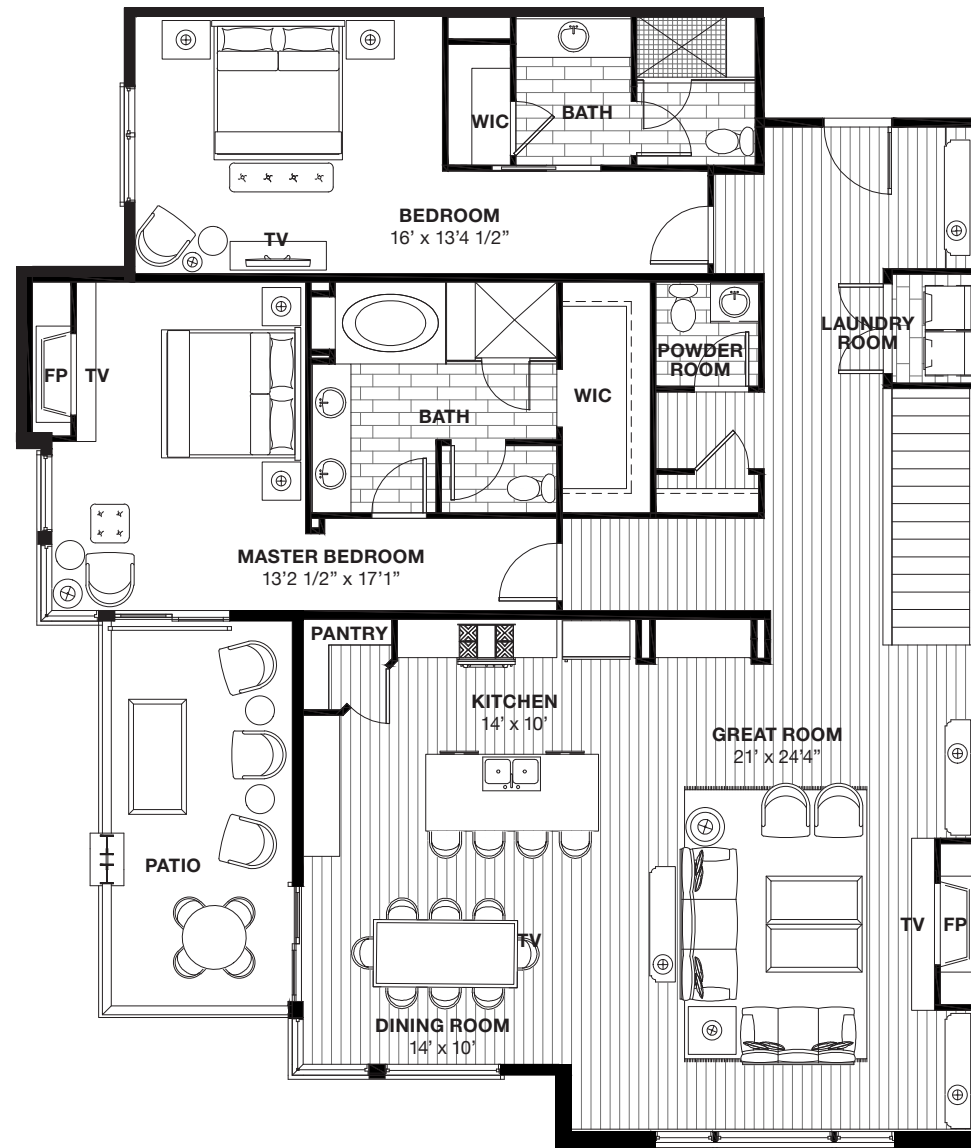 WIC
BATH
BEDROOM
16’ x 13’4 1/2”
TV
LAUNDRY
ROOM
POWDER
ROOM
FP
TV
WIC
BATH
MASTER BEDROOM
13’2 1/2” x 17’1”
PANTRY
KITCHEN
14’ x 10’
GREAT ROOM
21’ x 24’4”
PATIO
TV
FP
TV
DINING ROOM
14’ x 10’